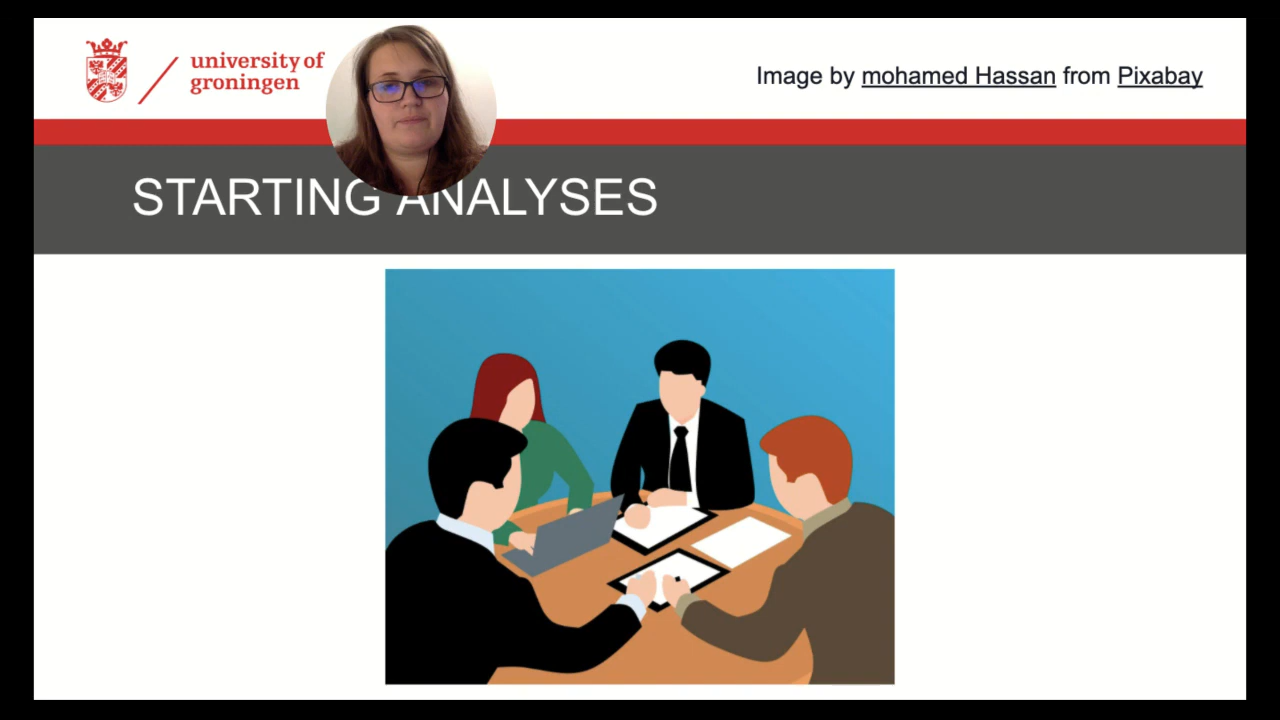 university of
groningen
Image by mohamed Hassan from Pixabay
STARTING ANALYSES